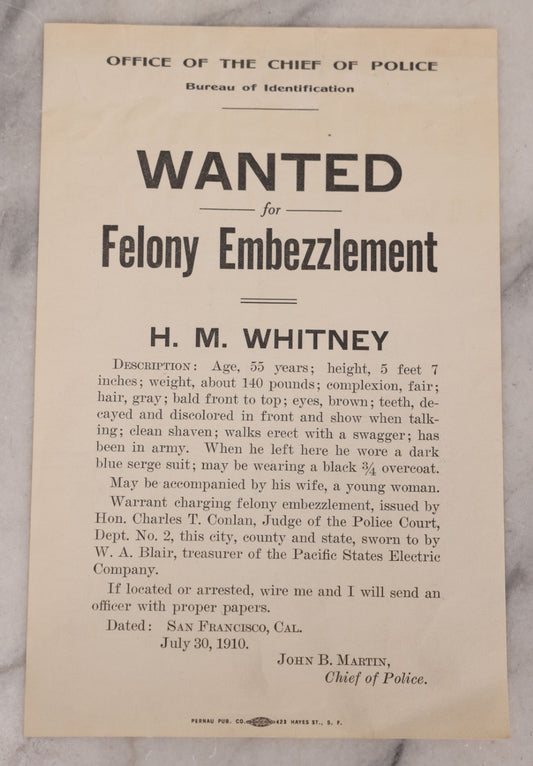 OFFICE OF THE CHIEF OF POLICE
Bureau of Identification
WANTED
for
Felony Embezzlement
H. M. WHITNEY
DESCRIPTION: Age, 55 years; height, 5 feet 7
inches; weight, about 140 pounds; complexion, fair;
hair, gray; bald front to top; eyes, brown; teeth, de-
cayed and discolored in front and show when talk-
ing; clean shaven; walks erect with a swagger; has
been in army. When he left here he wore a dark
blue serge suit; may be wearing a black ¾ overcoat.
May be accompanied by his wife, a young woman.
Warrant charging felony embezzlement, issued by
Hon. Charles T. Conlan, Judge of the Police Court,
Dept. No. 2, this city, county and state, sworn to by
W. A. Blair, treasurer of the Pacific States Electric
Company.
If located or arrested, wire me and I will send an
officer with proper papers.
Dated: SAN FRANCISCO, CAL.
July 30, 1910.
JOHN B. MARTIN,
Chief of Police.
PERNAU PUB. CO. 423 HAYES ST., S. F.